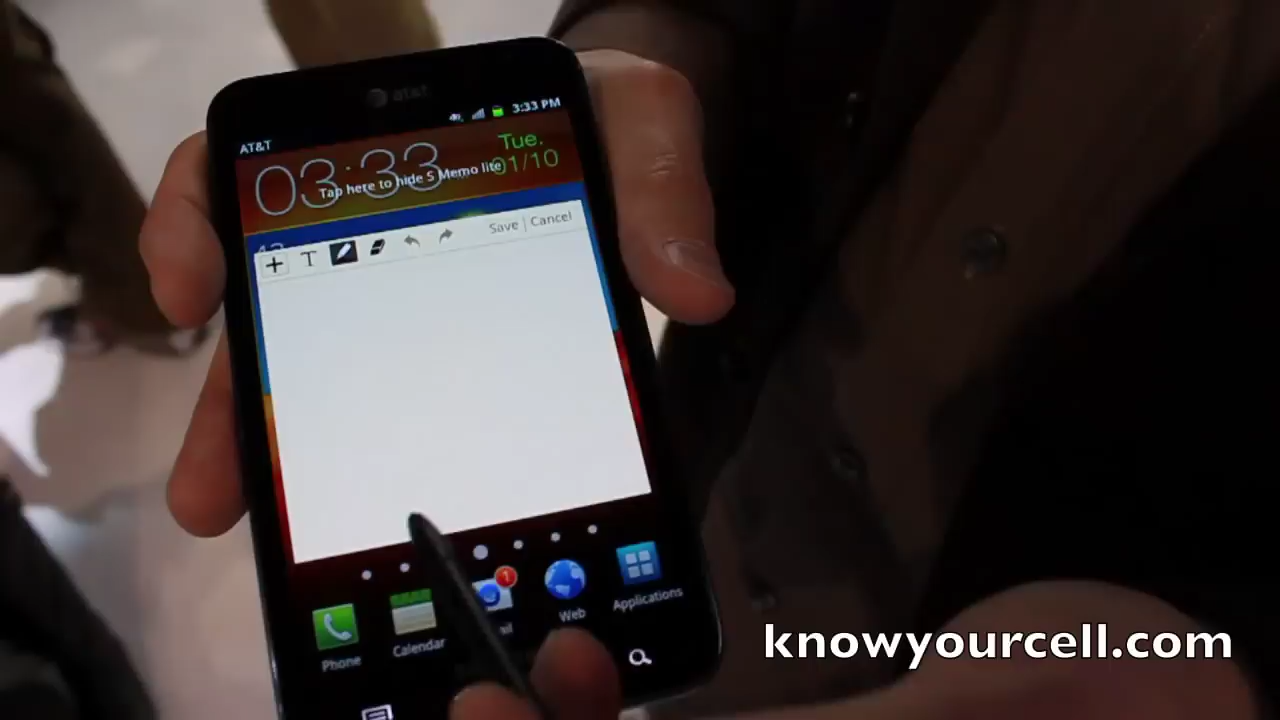 at&t
AT&T
3:33 PM
03:33
Tue.
01/10
Tap here to hide S Memo lite
T
Save | Cancel
1
Phone
Calendar
Web
Applications
knowyourcell.com